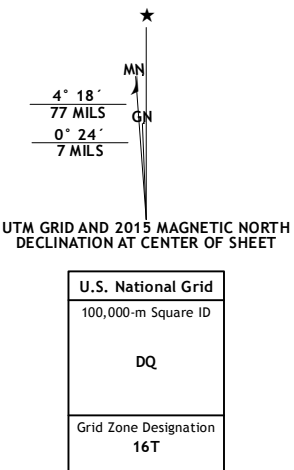 ★
MN
4° 18´
77 MILS
GN
0° 24´
7 MILS
UTM GRID AND 2015 MAGNETIC NORTH
DECLINATION AT CENTER OF SHEET
U.S. National Grid
100,000-m Square ID
DQ
Grid Zone Designation
16T